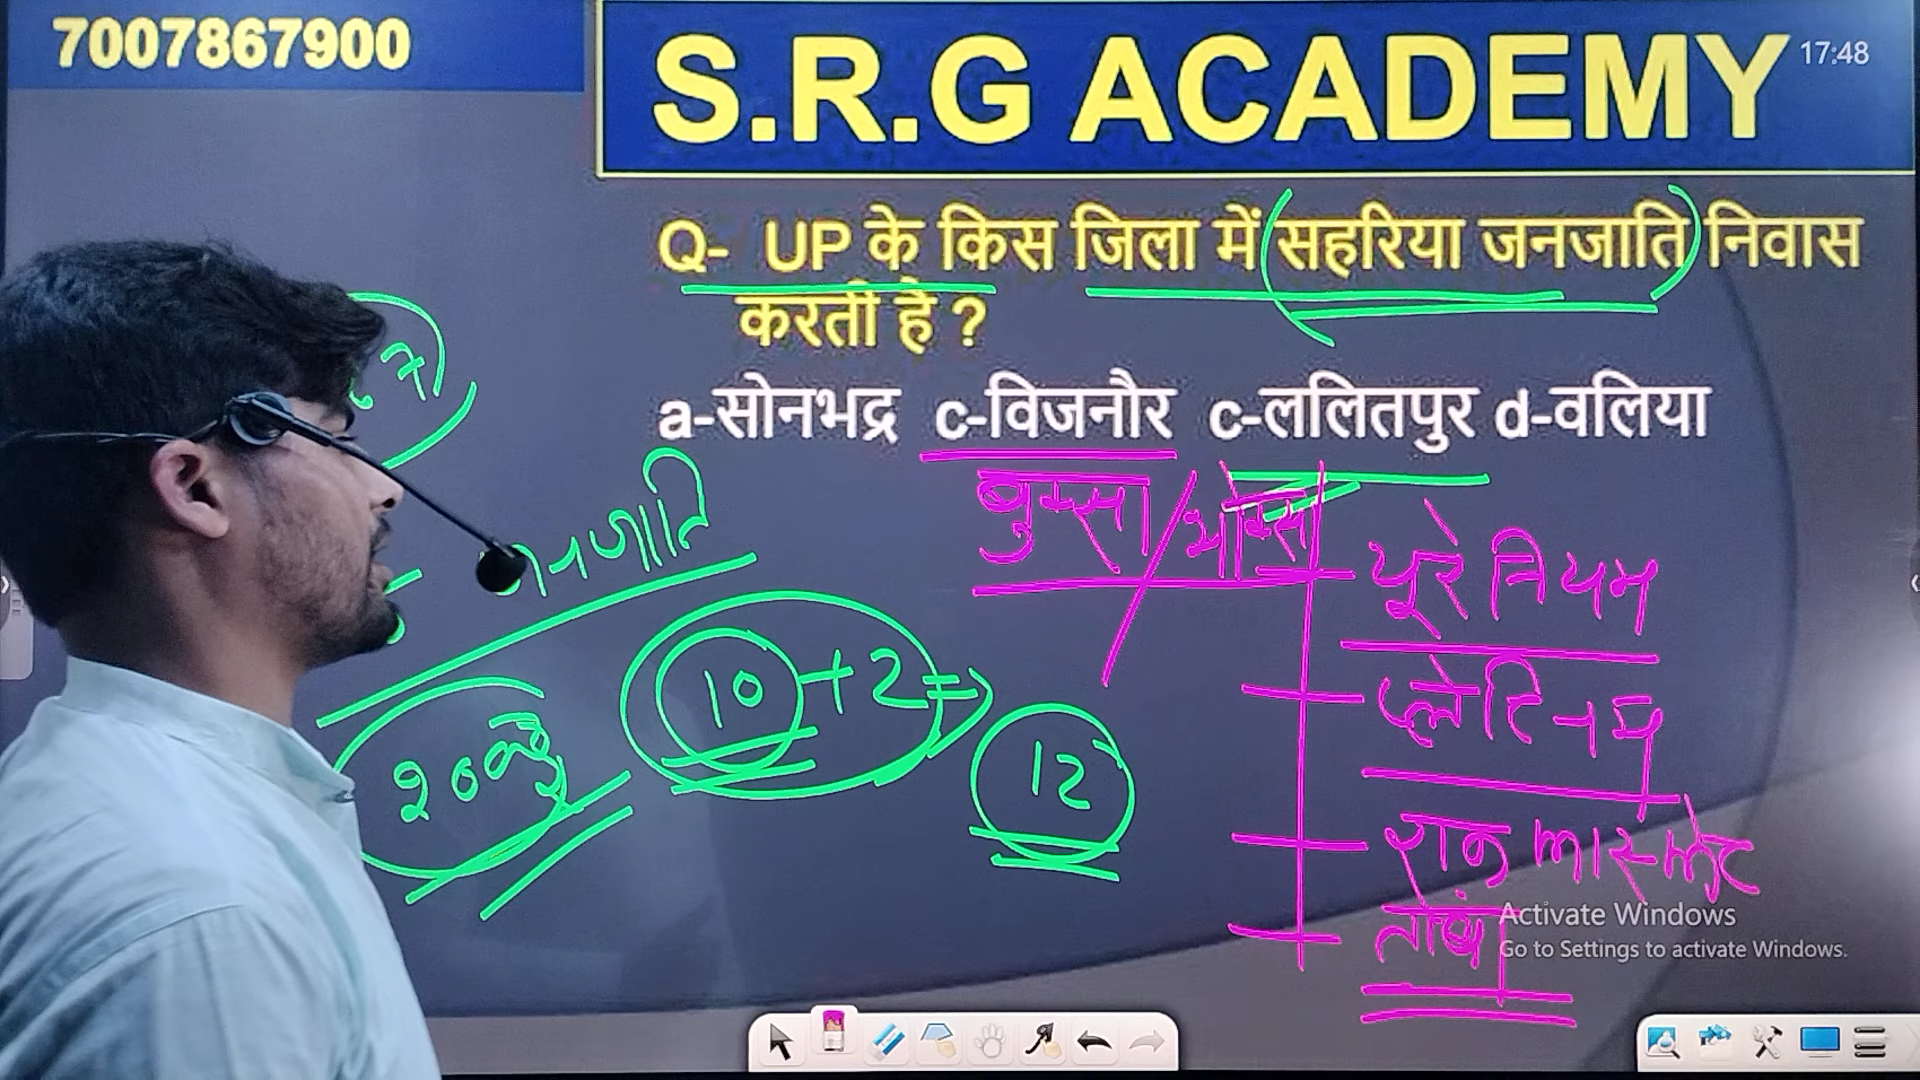 7007867900
S.R.G ACADEMY
17:48
Q- UP के किस जिला में (सहरिया जनजाति) निवास
करती हे ?
a-सोनभद्र c-विजनौर c-ललितपुर d-वलिया
बुक्सा/भोक्सा
यूरेनियम
प्लेटिनम
राक फास्फेट
तांबा
जनजाति
10+2=)
12
Activate Windows
Go to Settings to activate Windows.